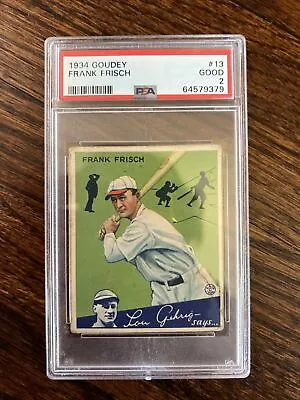 1934 GOUDEY #13
FRANK FRISCH GOOD
PSA 2
64579379
FRANK FRISCH
Lou Gehrig
says...